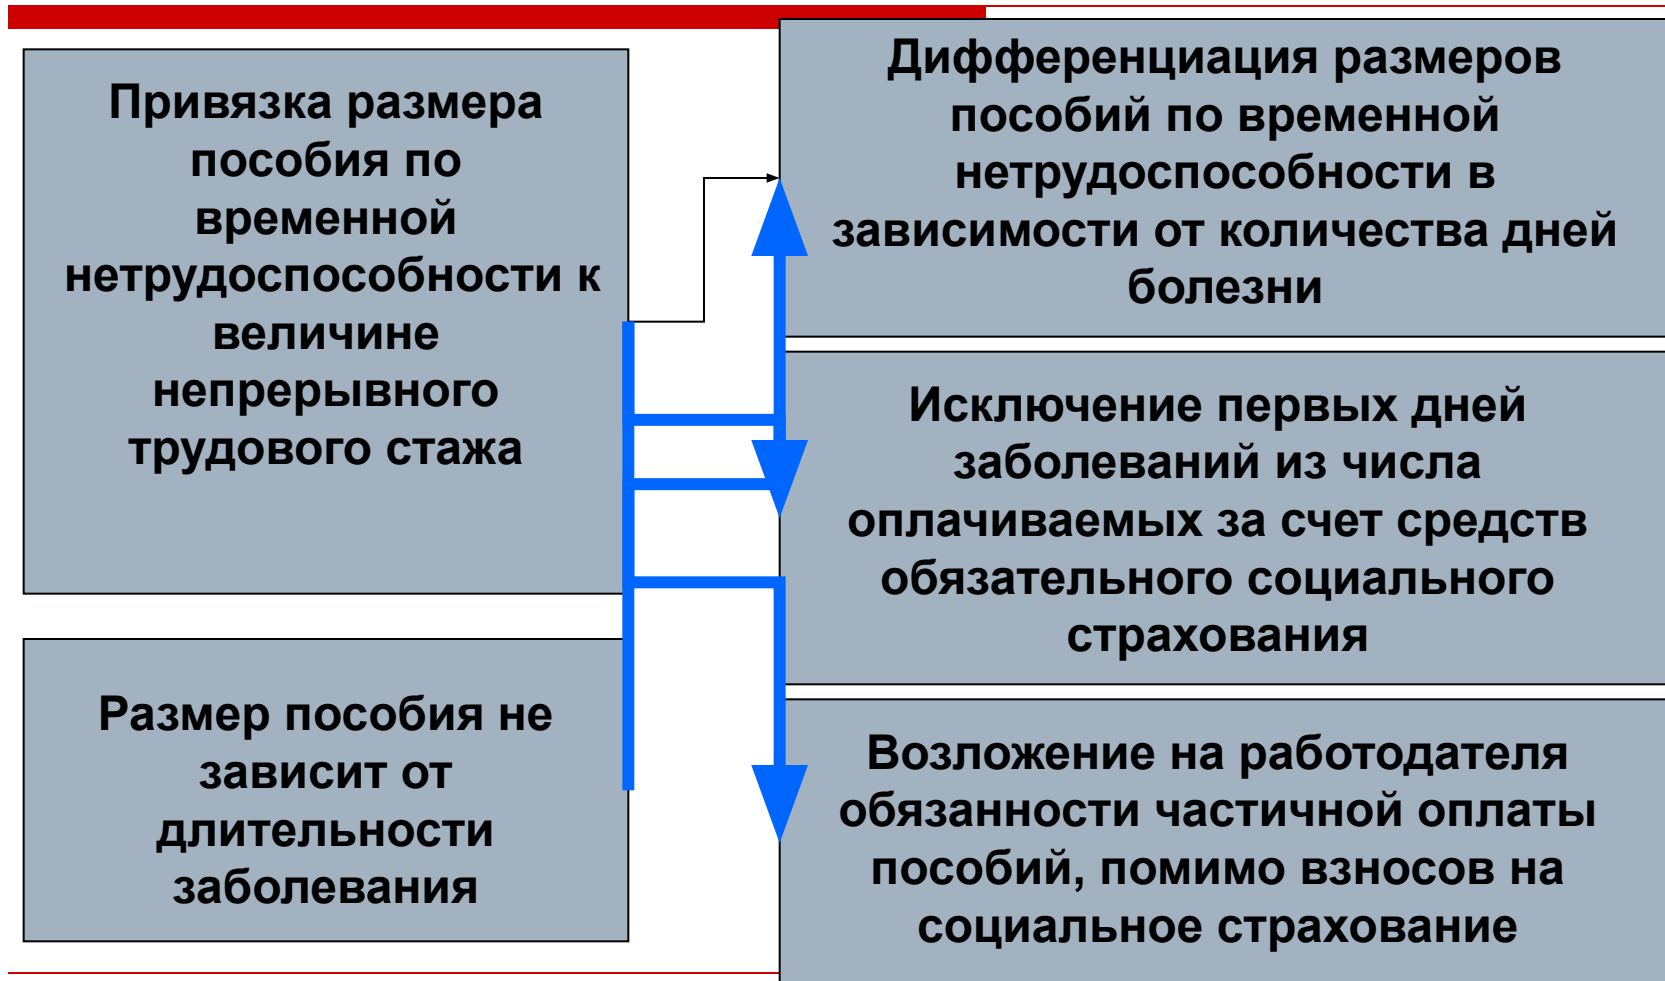 Привязка размера
пособия по
временной
нетрудоспособности к
величине
непрерывного
трудового стажа
Размер пособия не
зависит от
длительности
заболевания
Дифференциация размеров
пособий по временной
нетрудоспособности в
зависимости от количества дней
болезни
Исключение первых дней
заболеваний из числа
оплачиваемых за счет средств
обязательного социального
страхования
Возложение на работодателя
обязанности частичной оплаты
пособий, помимо взносов на
социальное страхование